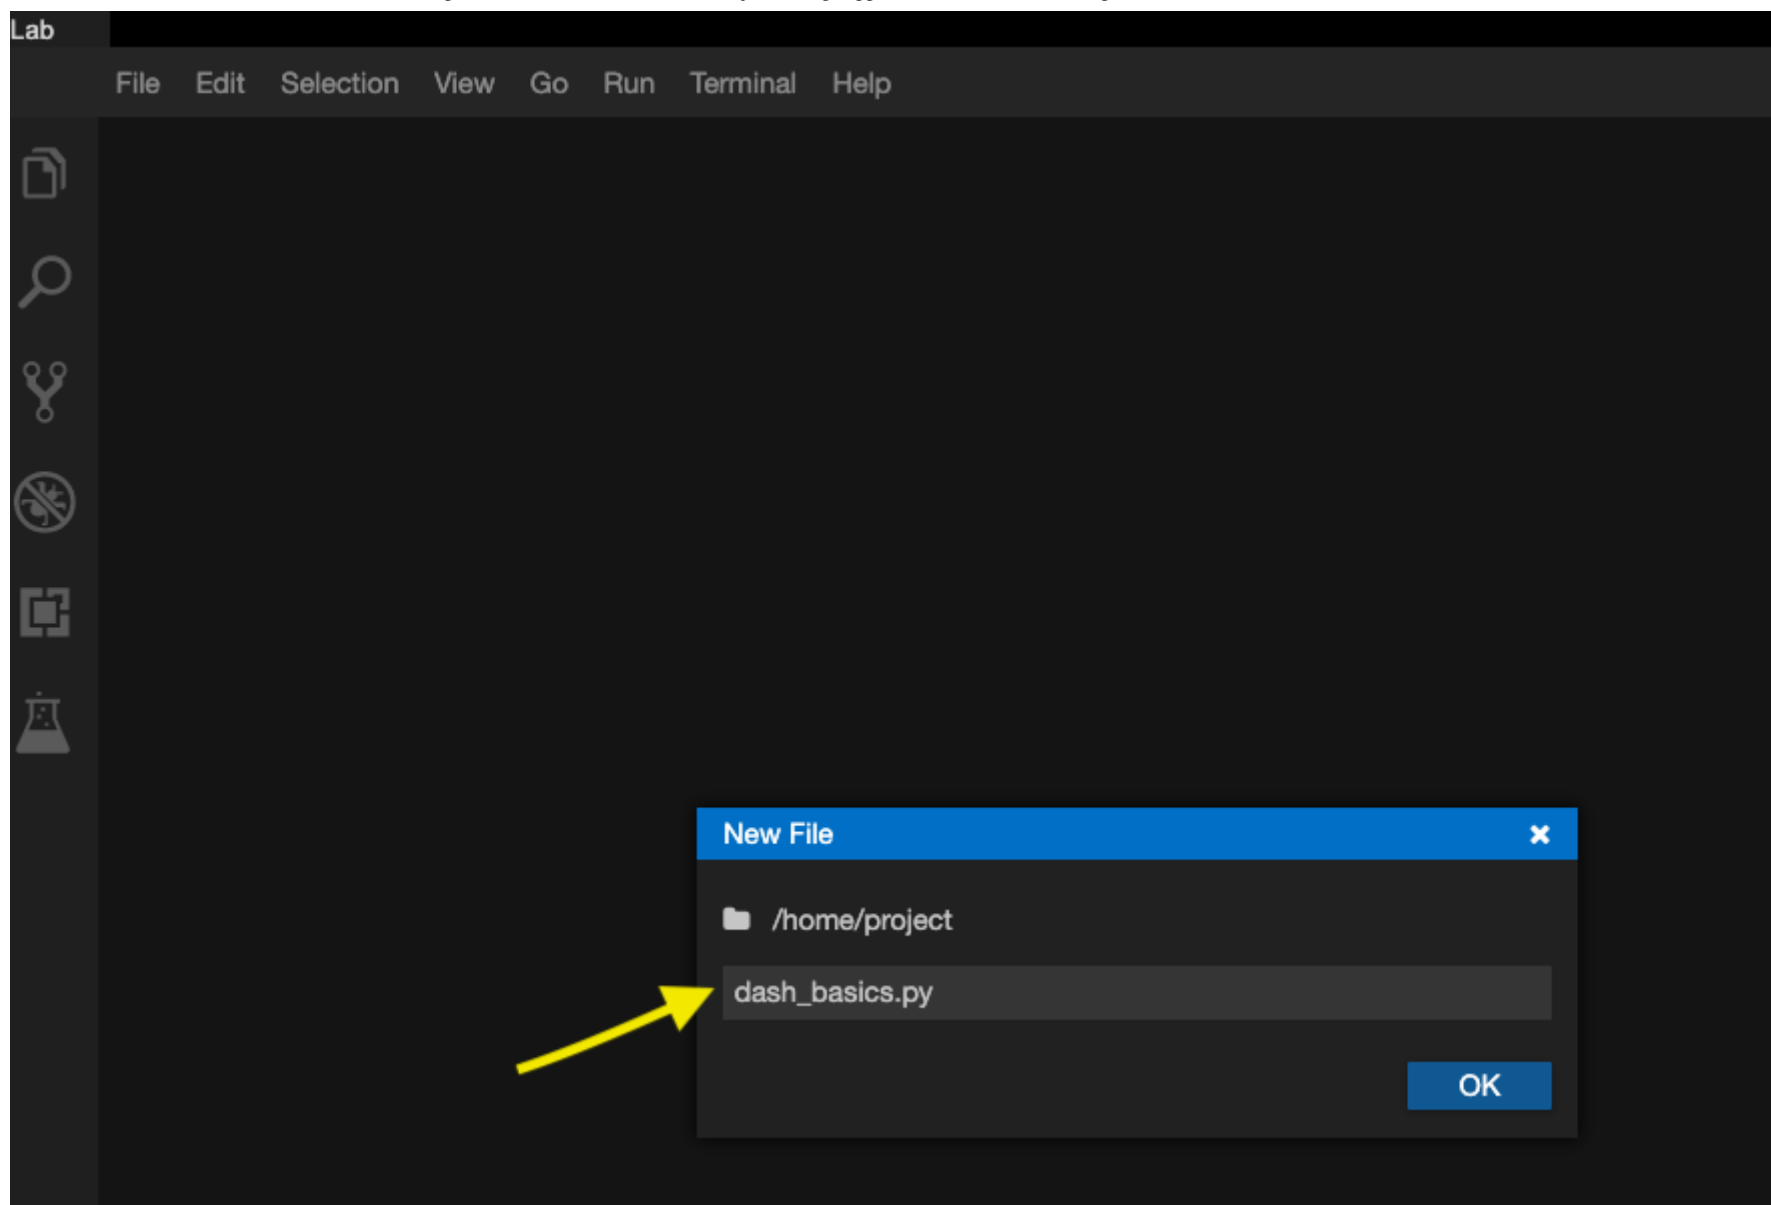 Lab
File Edit Selection View Go Run Terminal Help
New File
/home/project
dash_basics.py
OK